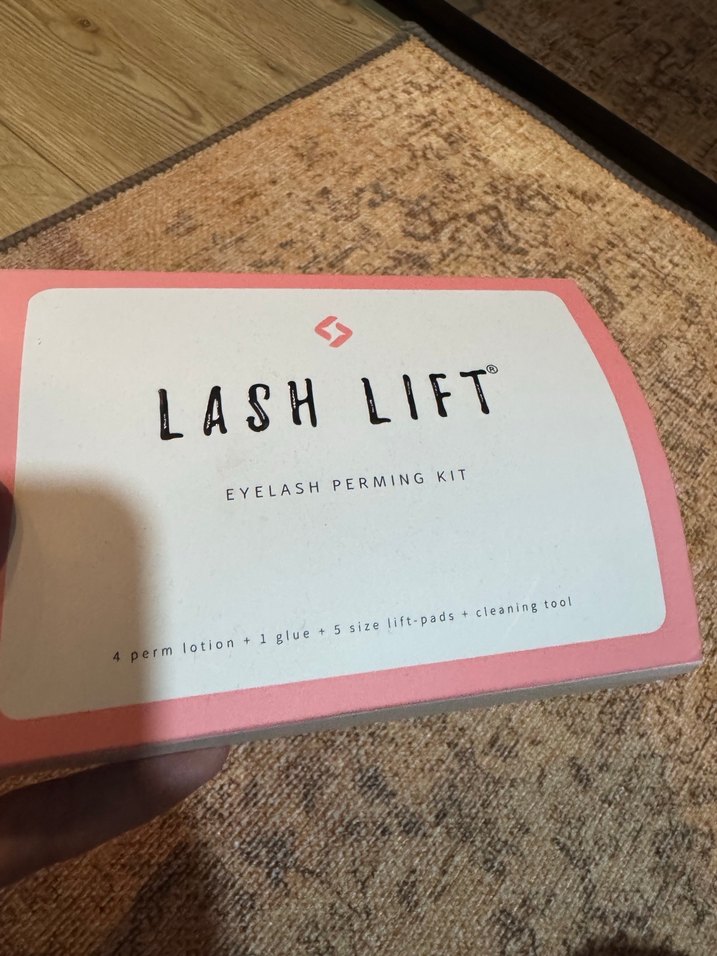 LASH LIFT®
EYELASH PERMING KIT
4 perm lotion + 1 glue + 5 size lift-pads + cleaning tool